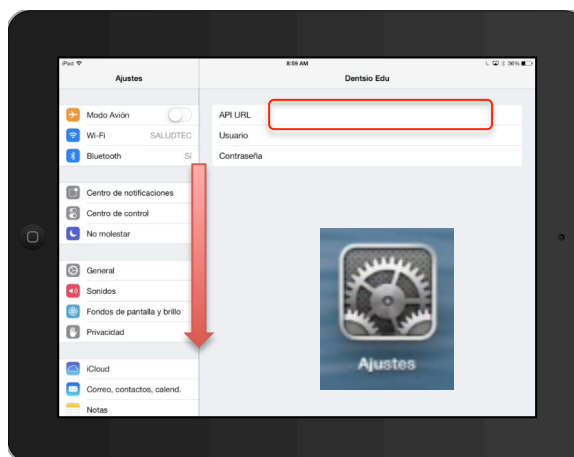 iPad 8:59 AM 36%
Ajustes
Dentsio Edu
Modo Avión
Wi-Fi SALUDTEC
Bluetooth Sí
Centro de notificaciones
Centro de control
No molestar
General
Sonidos
Fondos de pantalla y brillo
Privacidad
iCloud
Correo, contactos, calend.
Notas
API URL
Usuario
Contraseña
Ajustes